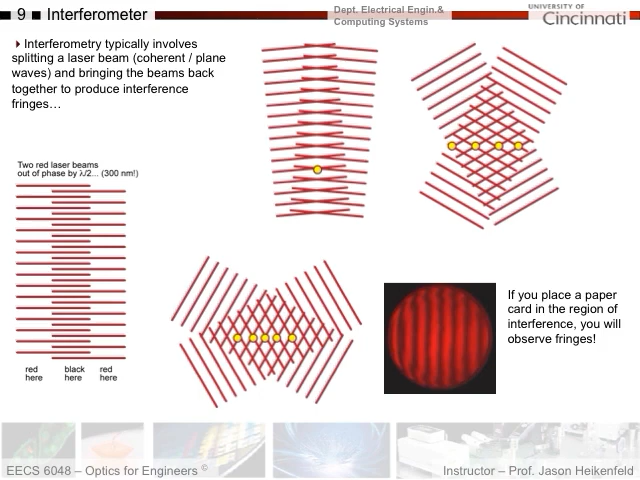 9 ■ Interferometer
Dept. Electrical Engin.&
Computing Systems
UNIVERSITY OF
Cincinnati
Interferometry typically involves
splitting a laser beam (coherent / plane
waves) and bringing the beams back
together to produce interference
fringes…
Two red laser beams
out of phase by λ/2... (300 nm!)
red here
black here
red here
If you place a paper
card in the region of
interference, you will
observe fringes!
EECS 6048 – Optics for Engineers ©
Instructor – Prof. Jason Heikenfeld